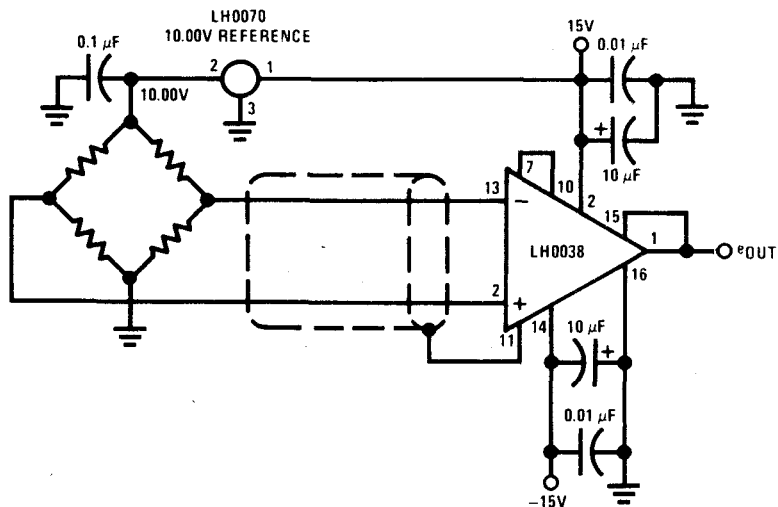 LH0070
10.00V REFERENCE
15V
0.1 µF
0.01 µF
2
1
10.00V
3
+
10 µF
7
10
2
13
−
15
LH0038
1
eOUT
16
2
+
11
14
10 µF
+
0.01 µF
−15V